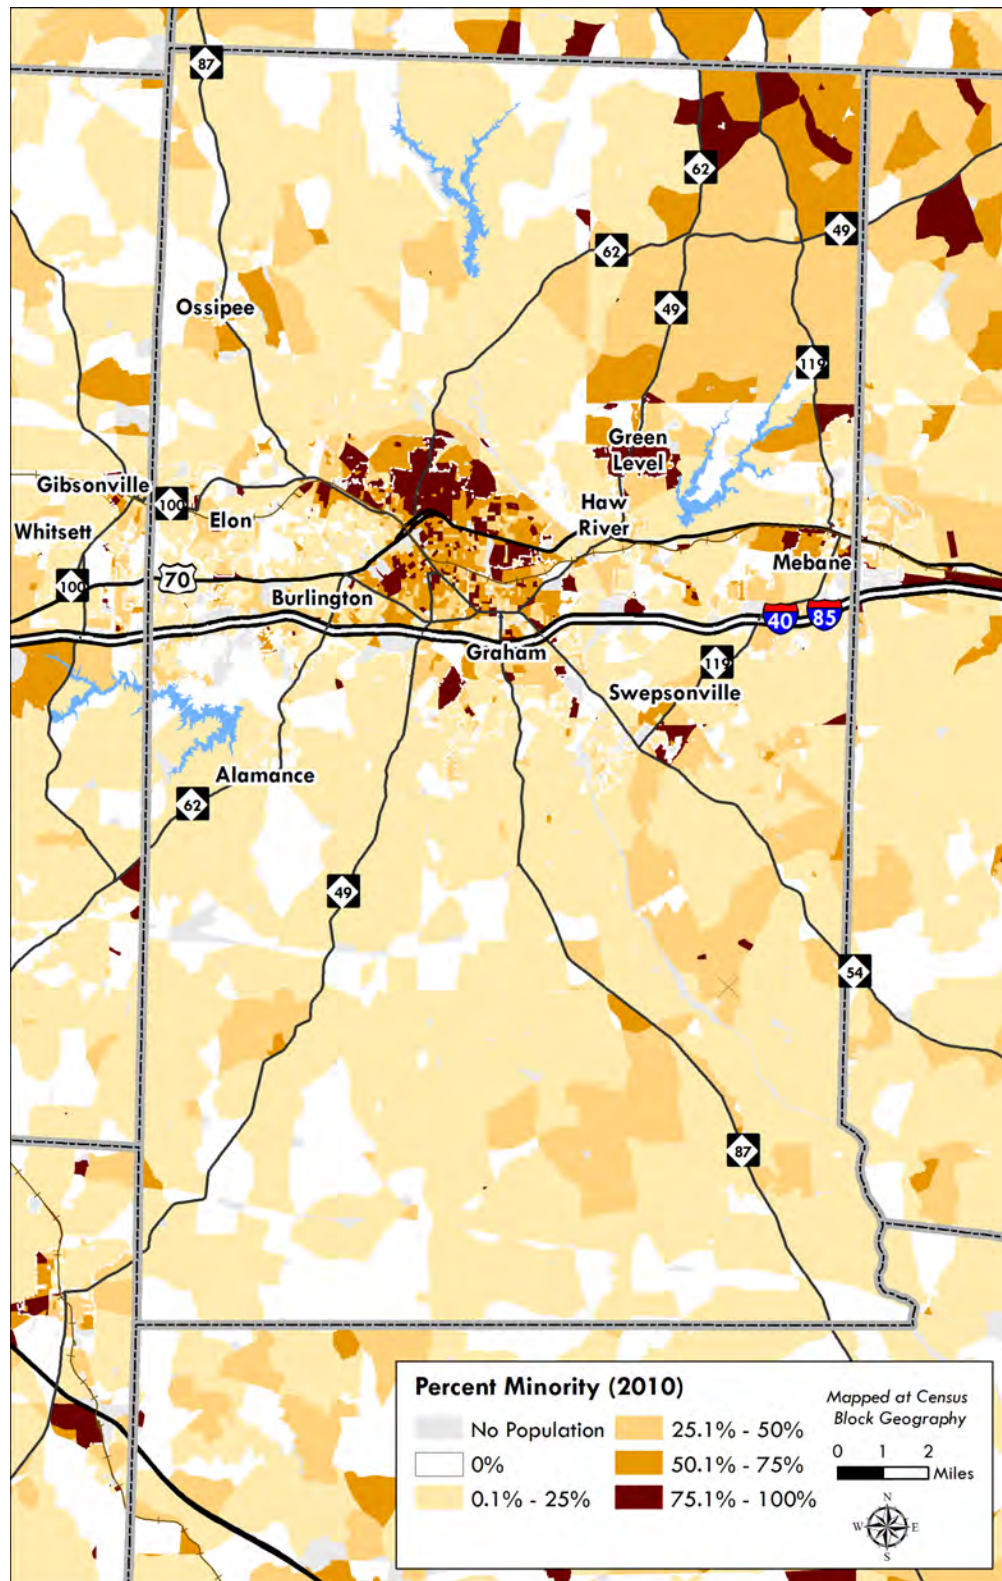 87
62
49
62
49
Ossipee
119
Green
Level
Gibsonville
100
Elon
Haw
River
Whitsett
Mebane
100
70
Burlington
40
85
Graham
119
Swepsonville
Alamance
62
49
54
87
Percent Minority (2010)
No Population
0%
0.1% - 25%
25.1% - 50%
50.1% - 75%
75.1% - 100%
Mapped at Census
Block Geography
0 1 2
Miles
N
W E
S